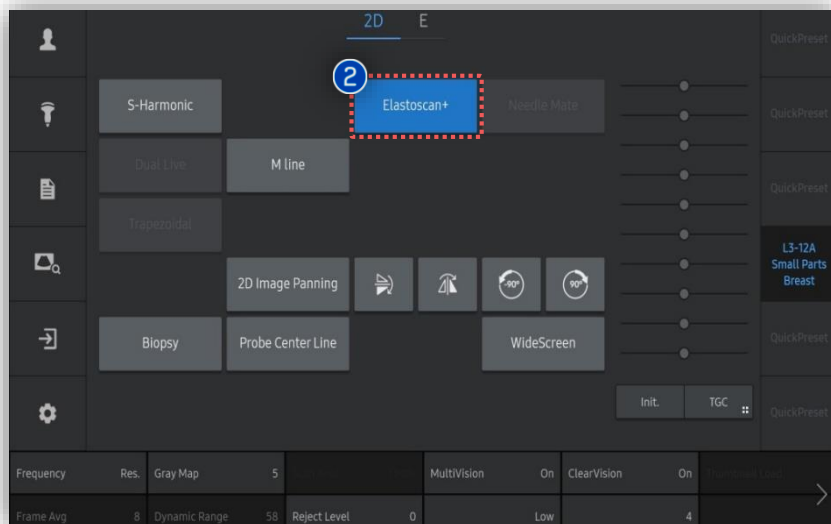 2D E
QuickPreset
2
S-Harmonic
Elastoscan+
Needle Mate
QuickPreset
Dual Live
M line
QuickPreset
Trapezoidal
L3-12A
Small Parts
Breast
2D Image Panning
-90°
90°
Biopsy
Probe Center Line
WideScreen
QuickPreset
Init.
TGC
QuickPreset
Frequency Res. Gray Map 5 MultiVision On ClearVision On
Frame Avg 8 Dynamic Range 58 Reject Level 0 Low 4